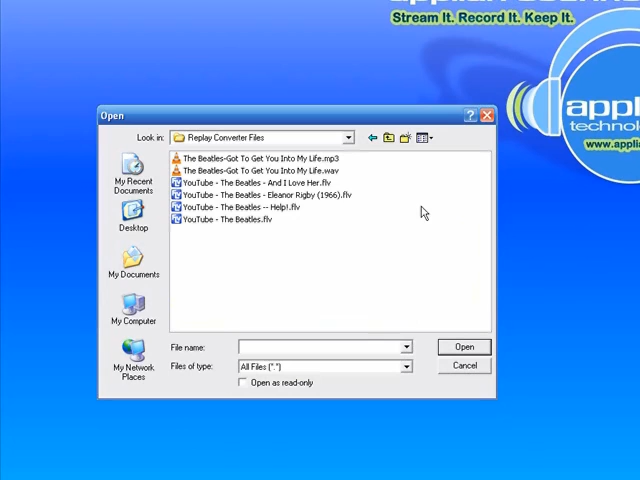 Stream It. Record It. Keep It.
appl
technolo
www.applia
Open
Look in:
Replay Converter Files
The Beatles-Got To Get You Into My Life.mp3
The Beatles-Got To Get You Into My Life.wav
YouTube - The Beatles - And I Love Her.flv
YouTube - The Beatles - Eleanor Rigby (1966).flv
YouTube - The Beatles -- Help!.flv
YouTube - The Beatles.flv
My Recent
Documents
Desktop
My Documents
My Computer
My Network
Places
File name:
Open
Files of type:
All Files (*.*)
Cancel
Open as read-only